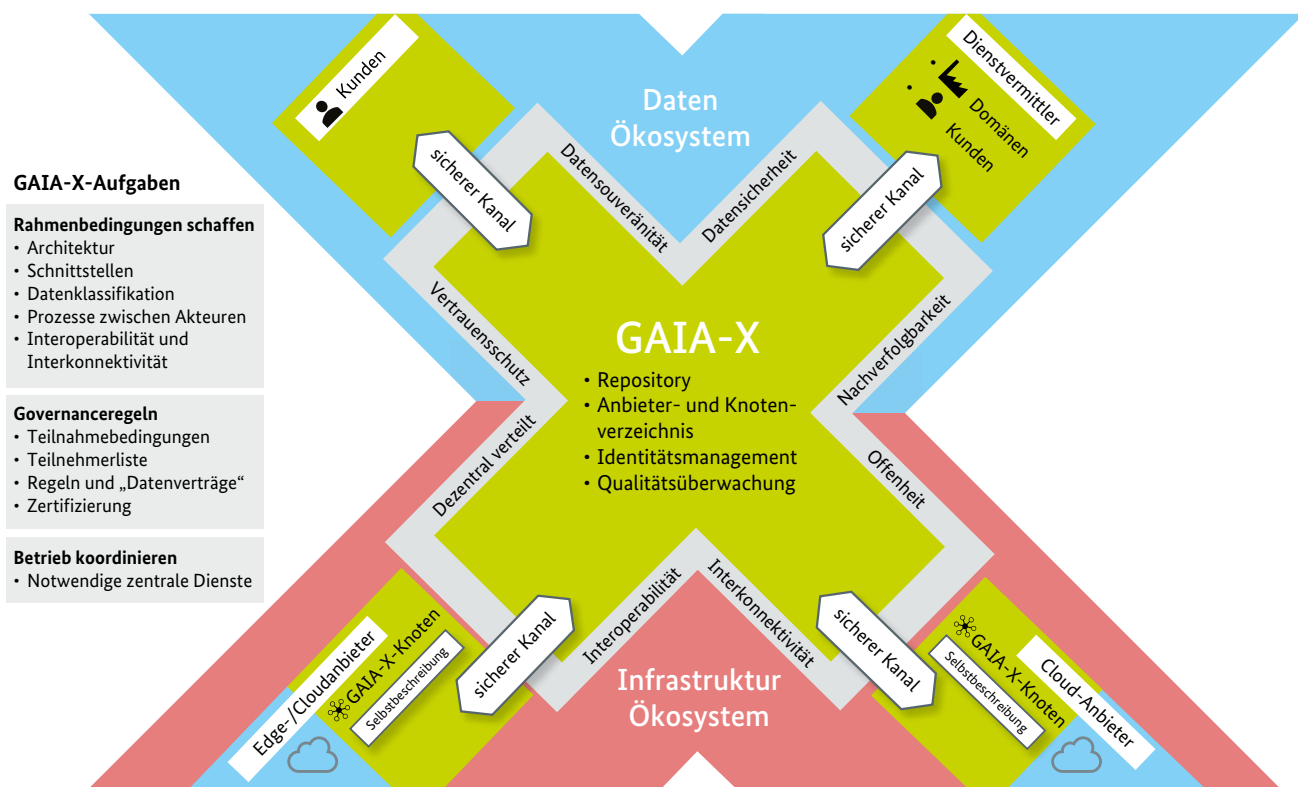 GAIA-X-Aufgaben
Rahmenbedingungen schaffen
• Architektur
• Schnittstellen
• Datenklassifikation
• Prozesse zwischen Akteuren
• Interoperabilität und
Interkonnektivität
Governanceregeln
• Teilnahmebedingungen
• Teilnehmerliste
• Regeln und „Datenverträge“
• Zertifizierung
Betrieb koordinieren
• Notwendige zentrale Dienste
Kunden
sicherer Kanal
Daten
Ökosystem
Dienstvermittler
Domänen
Kunden
sicherer Kanal
Datensouveränität
Datensicherheit
Vertrauensschutz
Nachverfolgbarkeit
GAIA-X
• Repository
• Anbieter- und Knoten-
verzeichnis
• Identitätsmanagement
• Qualitätsüberwachung
Dezentral verteilt
Offenheit
Interoperabilität
Interkonnektivität
Edge-/Cloudanbieter
GAIA-X-Knoten
Selbstbeschreibung
sicherer Kanal
Infrastruktur
Ökosystem
sicherer Kanal
Selbstbeschreibung
GAIA-X-Knoten
Cloud-Anbieter